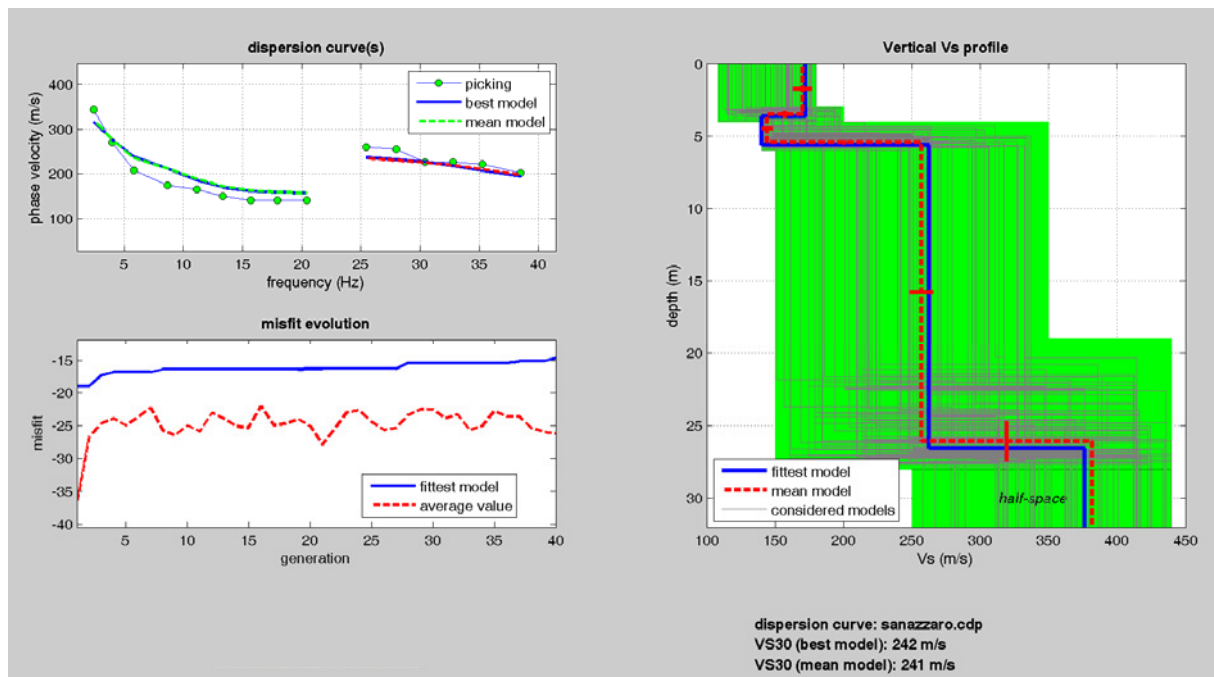 dispersion curve(s)
400
300
200
100
phase velocity (m/s)
picking
best model
mean model
5 10 15 20 25 30 35 40
frequency (Hz)
misfit evolution
-15
-20
-25
-30
-35
-40
misfit
fittest model
average value
5 10 15 20 25 30 35 40
generation
Vertical Vs profile
0
5
10
15
20
25
30
depth (m)
fittest model
mean model
considered models
half-space
100 150 200 250 300 350 400 450
Vs (m/s)
dispersion curve: sanazzaro.cdp
VS30 (best model): 242 m/s
VS30 (mean model): 241 m/s